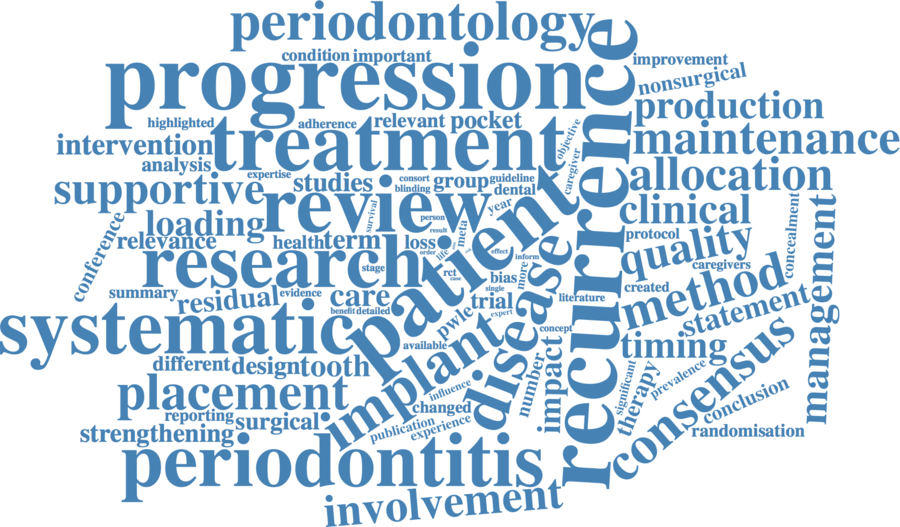 periodontology
condition
important
improvement
progression
nonsurgical
recurrence
production
highlighted
adherence
relevant
pocket
objective
maintenance
intervention
treatment
analysis
expertise
consort
blinding
group
guideline
dental
caregiver
allocation
supportive
studies
review
survival
person
result
year
patient
clinical
conference
loading
relevance
health
term
loss
meta
protocol
concealment
management
research
stage
order
life
effect
inform
quality
caregivers
rct
case
bias
single
more
disease
created
method
summary
residual
evidence
care
benefit
detailed
trial
expert
literature
statement
systematic
pwle
implant
concept
available
timing
different
design
tooth
number
impact
significant
therapy
prevalence
consensus
placement
influence
changed
conclusion
reporting
surgical
publication
experience
strengthening
randomisation
periodontitis
involvement